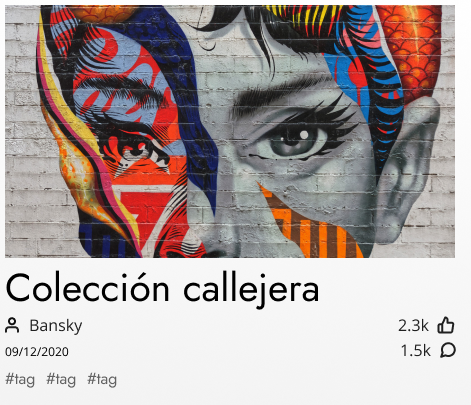 Colección callejera
Bansky 2.3k
09/12/2020 1.5k
#tag #tag #tag